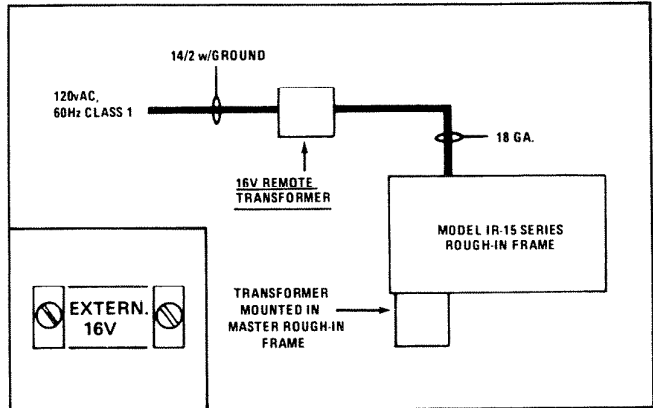 14/2 w/GROUND
120vAC,
60Hz CLASS 1
18 GA.
16V REMOTE
TRANSFORMER
MODEL IR-15 SERIES
ROUGH-IN FRAME
EXTERN.
16V
TRANSFORMER
MOUNTED IN
MASTER ROUGH-IN
FRAME